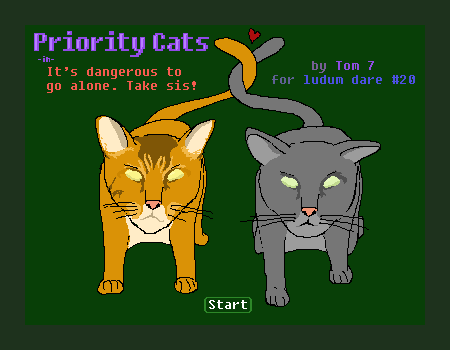 Priority Cats
-in-
It's dangerous to
go alone. Take sis!
by Tom 7
for ludum dare #20
Start